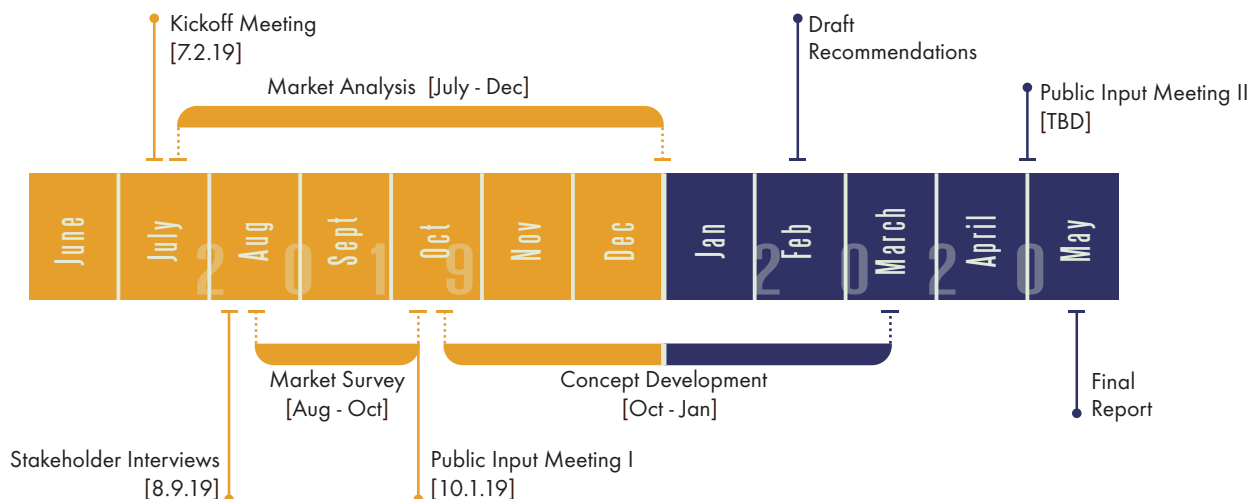 Kickoff Meeting
[7.2.19]
Draft
Recommendations
Market Analysis [July - Dec]
Public Input Meeting II
[TBD]
June
July
Aug
Sept
Oct
Nov
Dec
Jan
Feb
March
April
May
2019
2020
Market Survey
[Aug - Oct]
Concept Development
[Oct - Jan]
Final
Report
Stakeholder Interviews
[8.9.19]
Public Input Meeting I
[10.1.19]